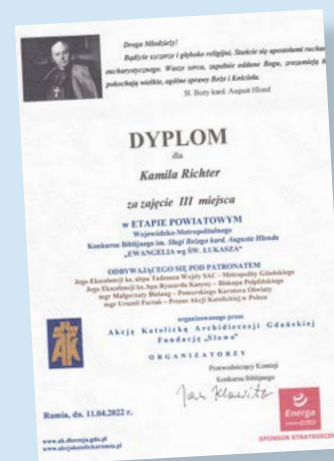 Droga Młodzieży!
Bądźcie szczerze i głęboko religijni. Stańcie się apostołami ruchu
eucharystycznego. Wasze serca, zupełnie oddane Bogu, zrozumieją i
pokochają wielkie, ogólne sprawy Boże i Kościoła.
Sł. Boży kard. August Hlond
DYPLOM
dla
Kamila Richter
za zajęcie III miejsca
w ETAPIE POWIATOWYM
Wojewódzko-Metropolitalnego
Konkursu Biblijnego im. Sługi Bożego kard. Augusta Hlonda
„EWANGELIA wg ŚW. ŁUKASZA”
ODBYWAJĄCEGO SIĘ POD PATRONATEM
Jego Ekscelencji ks. abpa Tadeusza Wojdy SAC - Metropolity Gdańskiego
Jego Ekscelencji ks. bpa Ryszarda Kasyny - Biskupa Pelplińskiego
mgr Małgorzaty Bielang - Pomorskiego Kuratora Oświaty
mgr Urszuli Furtak - Prezes Akcji Katolickiej w Polsce
organizowanego przez
Akcję Katolicką Archidiecezji Gdańskiej
Fundację „Słowo”
ORGANIZATORZY
AK
Przewodniczący Komisji
Konkursu Biblijnego
Jan Klawiter
Rumia, dn. 11.04.2022 r.
Energa
www.ak.diecezja.gda.pl
www.akcjakatolickarumia.pl
SPONSOR STRATEGICZNY